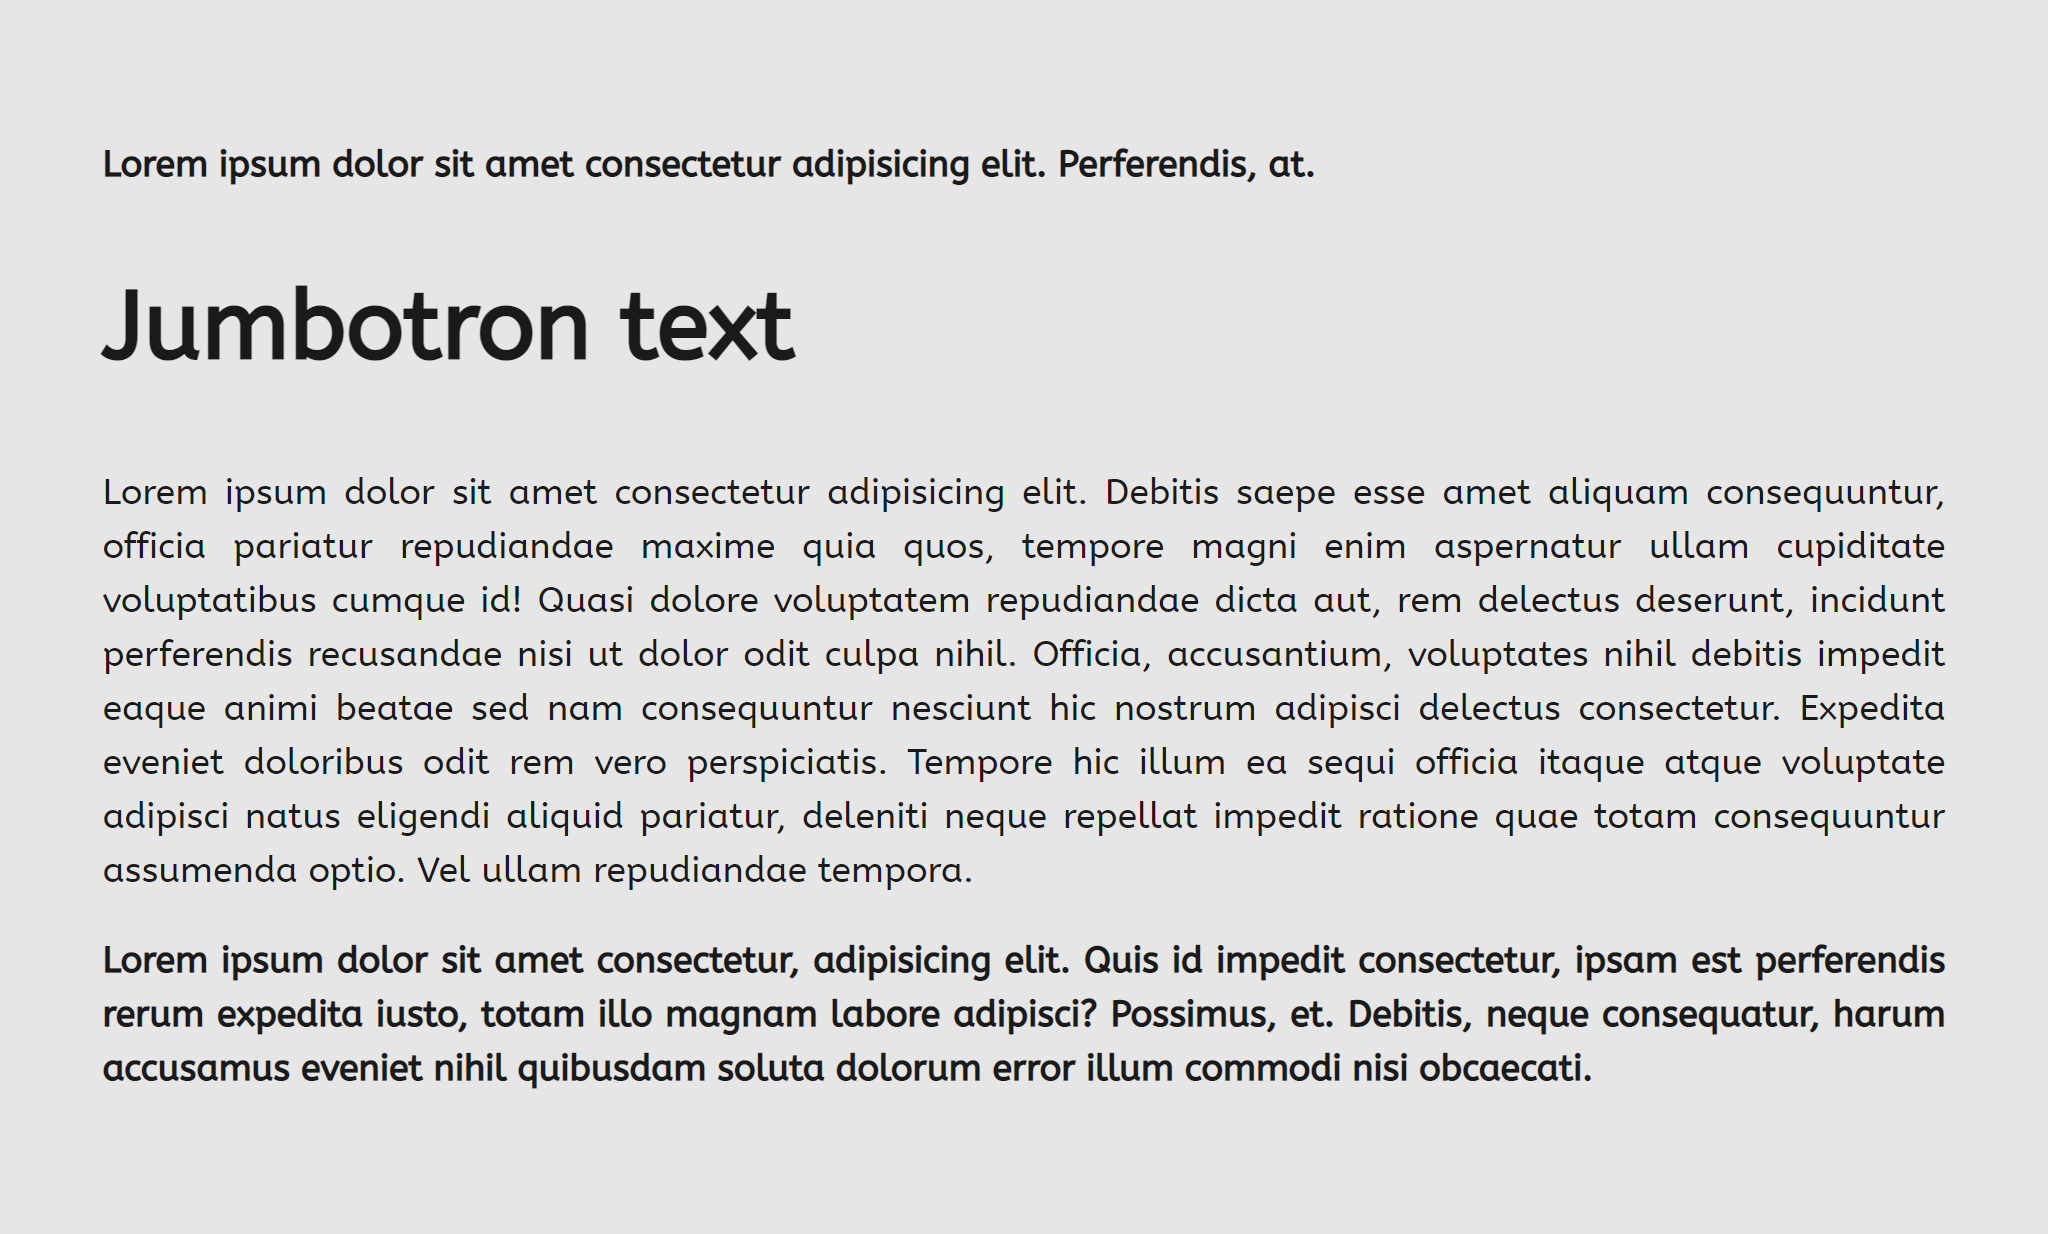 Lorem ipsum dolor sit amet consectetur adipisicing elit. Perferendis, at.
Jumbotron text
Lorem ipsum dolor sit amet consectetur adipisicing elit. Debitis saepe esse amet aliquam consequuntur,
officia pariatur repudiandae maxime quia quos, tempore magni enim aspernatur ullam cupiditate
voluptatibus cumque id! Quasi dolore voluptatem repudiandae dicta aut, rem delectus deserunt, incidunt
perferendis recusandae nisi ut dolor odit culpa nihil. Officia, accusantium, voluptates nihil debitis impedit
eaque animi beatae sed nam consequuntur nesciunt hic nostrum adipisci delectus consectetur. Expedita
eveniet doloribus odit rem vero perspiciatis. Tempore hic illum ea sequi officia itaque atque voluptate
adipisci natus eligendi aliquid pariatur, deleniti neque repellat impedit ratione quae totam consequuntur
assumenda optio. Vel ullam repudiandae tempora.
Lorem ipsum dolor sit amet consectetur, adipisicing elit. Quis id impedit consectetur, ipsam est perferendis
rerum expedita iusto, totam illo magnam labore adipisci? Possimus, et. Debitis, neque consequatur, harum
accusamus eveniet nihil quibusdam soluta dolorum error illum commodi nisi obcaecati.